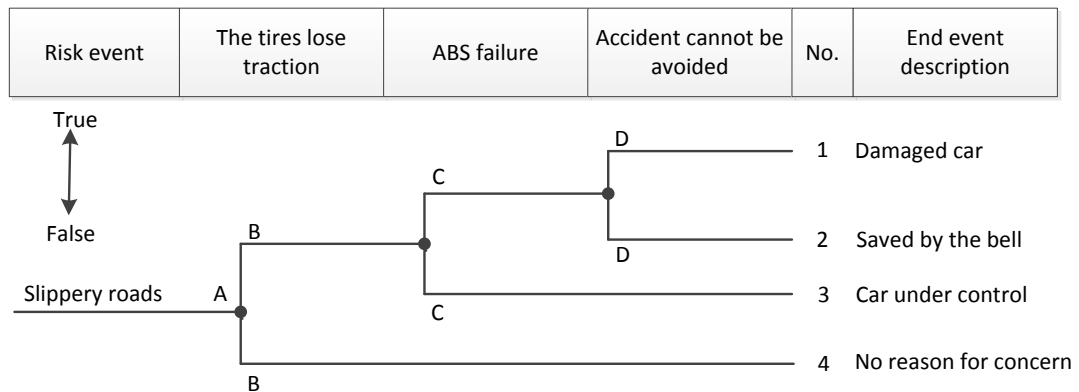 Risk event
The tires lose
traction
ABS failure
Accident cannot be
avoided
No.
End event
description
True
False
Slippery roads
A
B
B
C
C
D
D
1 Damaged car
2 Saved by the bell
3 Car under control
4 No reason for concern